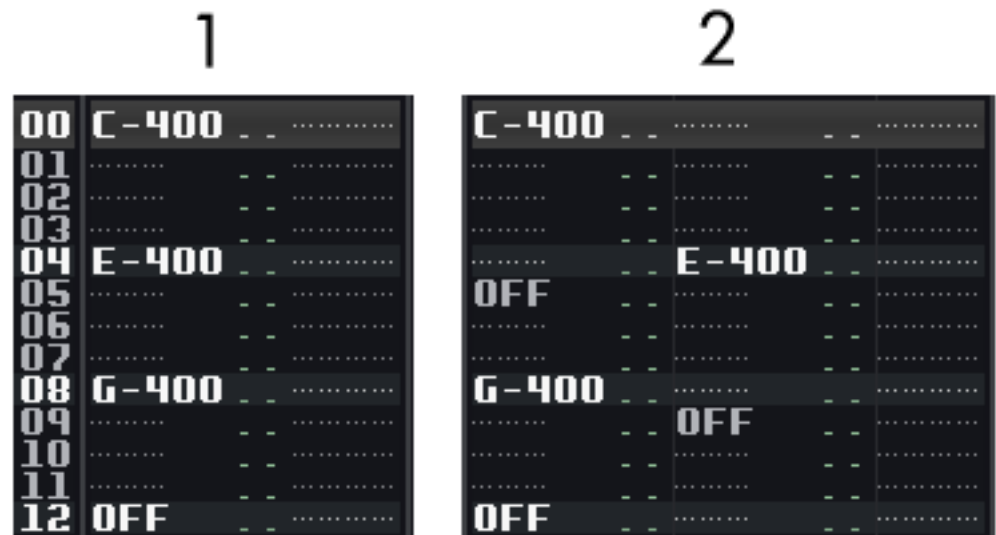 1 2
00 C-400 _ _ ............ C-400 _ _ ......... _ _ ............
01 ......... _ _ ............ ......... _ _ ......... _ _ ............
02 ......... _ _ ............ ......... _ _ ......... _ _ ............
03 ......... _ _ ............ ......... _ _ ......... _ _ ............
04 E-400 _ _ ............ ......... _ _ E-400 _ _ ............
05 ......... _ _ ............ OFF _ _ ......... _ _ ............
06 ......... _ _ ............ ......... _ _ ......... _ _ ............
07 ......... _ _ ............ ......... _ _ ......... _ _ ............
08 G-400 _ _ ............ G-400 _ _ ......... _ _ ............
09 ......... _ _ ............ ......... _ _ OFF _ _ ............
10 ......... _ _ ............ ......... _ _ ......... _ _ ............
11 ......... _ _ ............ ......... _ _ ......... _ _ ............
12 OFF _ _ ............ OFF _ _ ......... _ _ ............